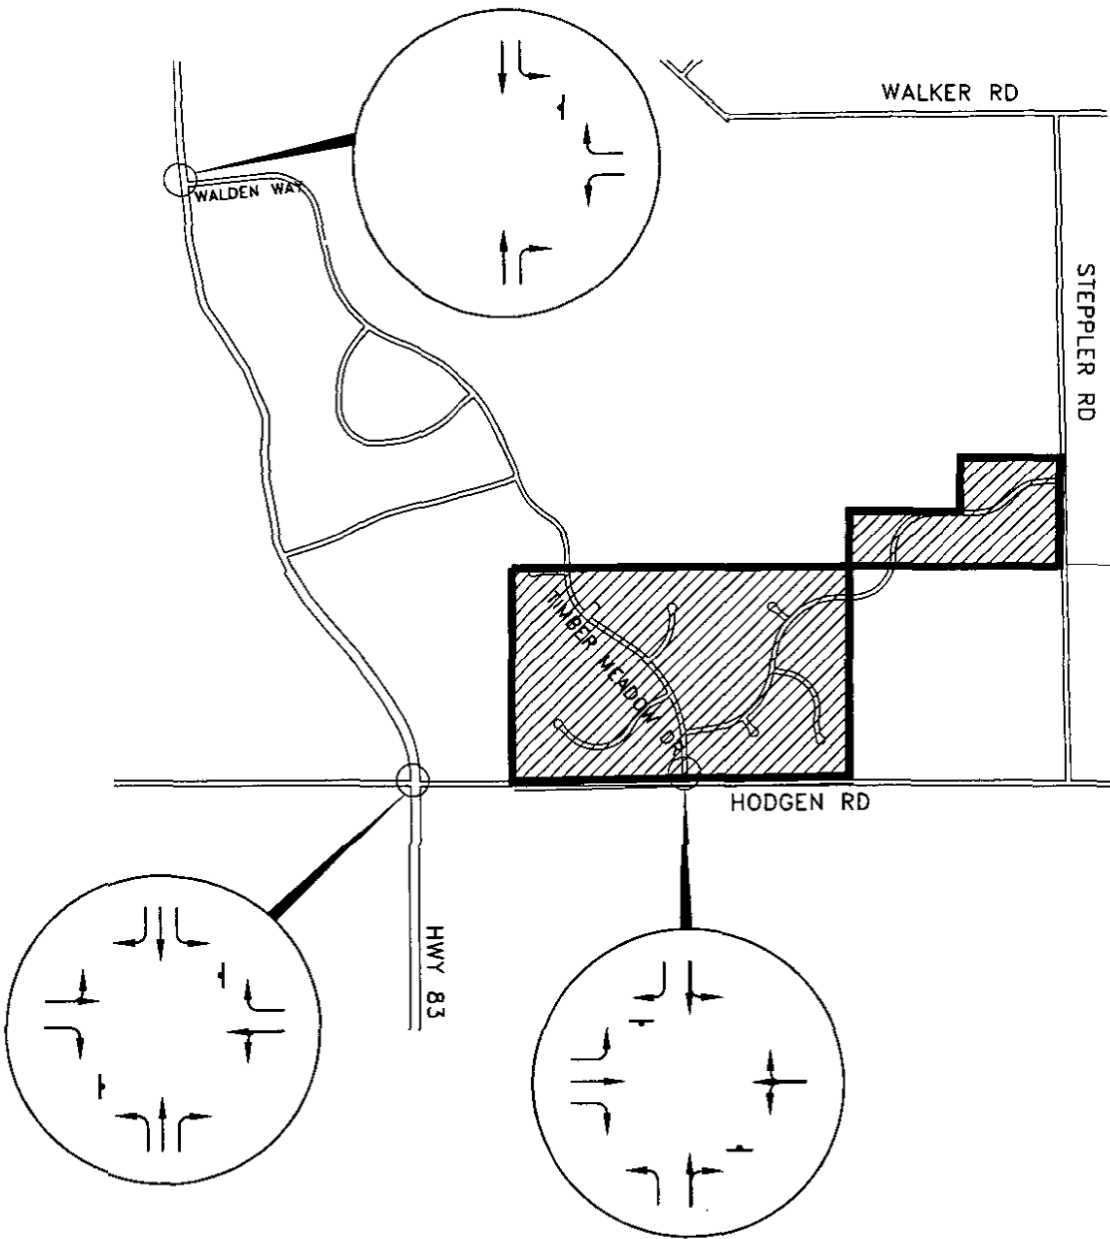 WALKER RD
WALDEN WAY
STEPPLER RD
TIMBER MEADOW DR
HODGEN RD
HWY 83